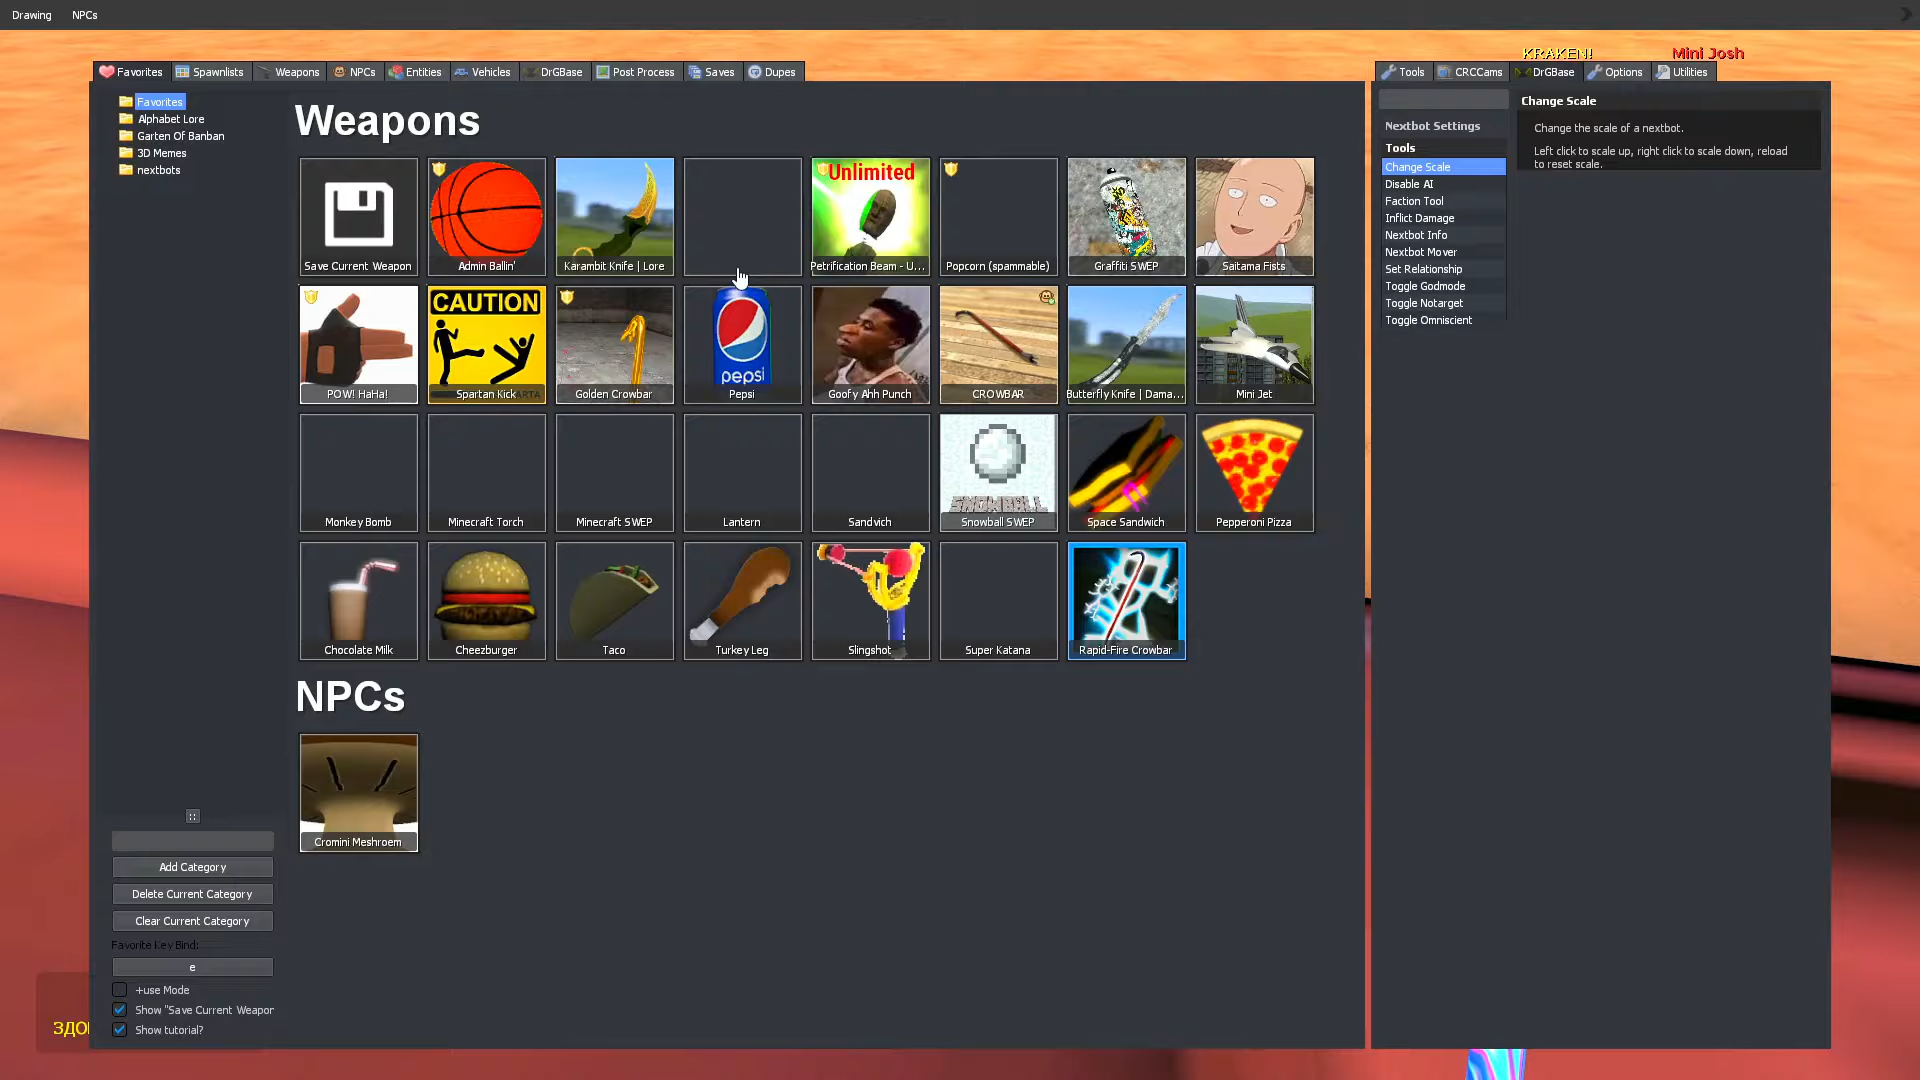 Drawing NPCs
KRAKEN! Mini Josh
Favorites Spawnlists Weapons NPCs Entities Vehicles DrGBase Post Process Saves Dupes
Tools CRCCams DrGBase Options Utilities
Favorites
Alphabet Lore
Garten Of Banban
3D Memes
nextbots
Weapons
Unlimited
Save Current Weapon
Admin Ballin'
Karambit Knife | Lore
Petrification Beam - U...
Popcorn (spammable)
Graffiti SWEP
Saitama Fists
CAUTION
pepsi
POW! HaHa!
Spartan Kick
Golden Crowbar
Pepsi
Goofy Ahh Punch
CROWBAR
Butterfly Knife | Dama...
Mini Jet
SNOWBALL
Monkey Bomb
Minecraft Torch
Minecraft SWEP
Lantern
Sandvich
Snowball SWEP
Space Sandwich
Pepperoni Pizza
Chocolate Milk
Cheezburger
Taco
Turkey Leg
Slingshot
Super Katana
Rapid-Fire Crowbar
NPCs
Cromini Meshroem
Add Category
Delete Current Category
Clear Current Category
Favorite Key Bind:
e
+use Mode
Show "Save Current Weapon
Show tutorial?
ЗДО
Nextbot Settings
Tools
Change Scale
Disable AI
Faction Tool
Inflict Damage
Nextbot Info
Nextbot Mover
Set Relationship
Toggle Godmode
Toggle Notarget
Toggle Omniscient
Change Scale
Change the scale of a nextbot.
Left click to scale up, right click to scale down, reload
to reset scale.